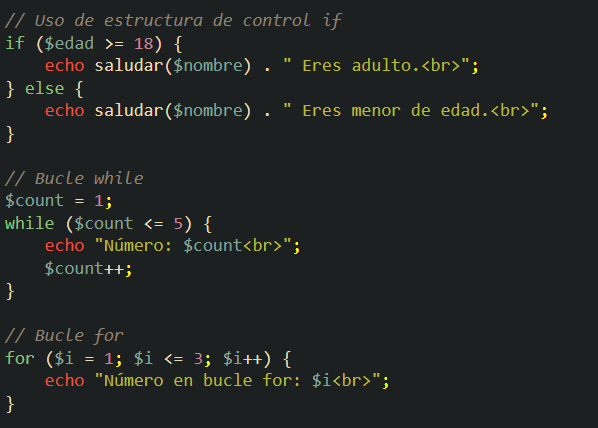 // Uso de estructura de control if
if ($edad >= 18) {
    echo saludar($nombre) . " Eres adulto.<br>";
} else {
    echo saludar($nombre) . " Eres menor de edad.<br>";
}

// Bucle while
$count = 1;
while ($count <= 5) {
    echo "Número: $count<br>";
    $count++;
}

// Bucle for
for ($i = 1; $i <= 3; $i++) {
    echo "Número en bucle for: $i<br>";
}